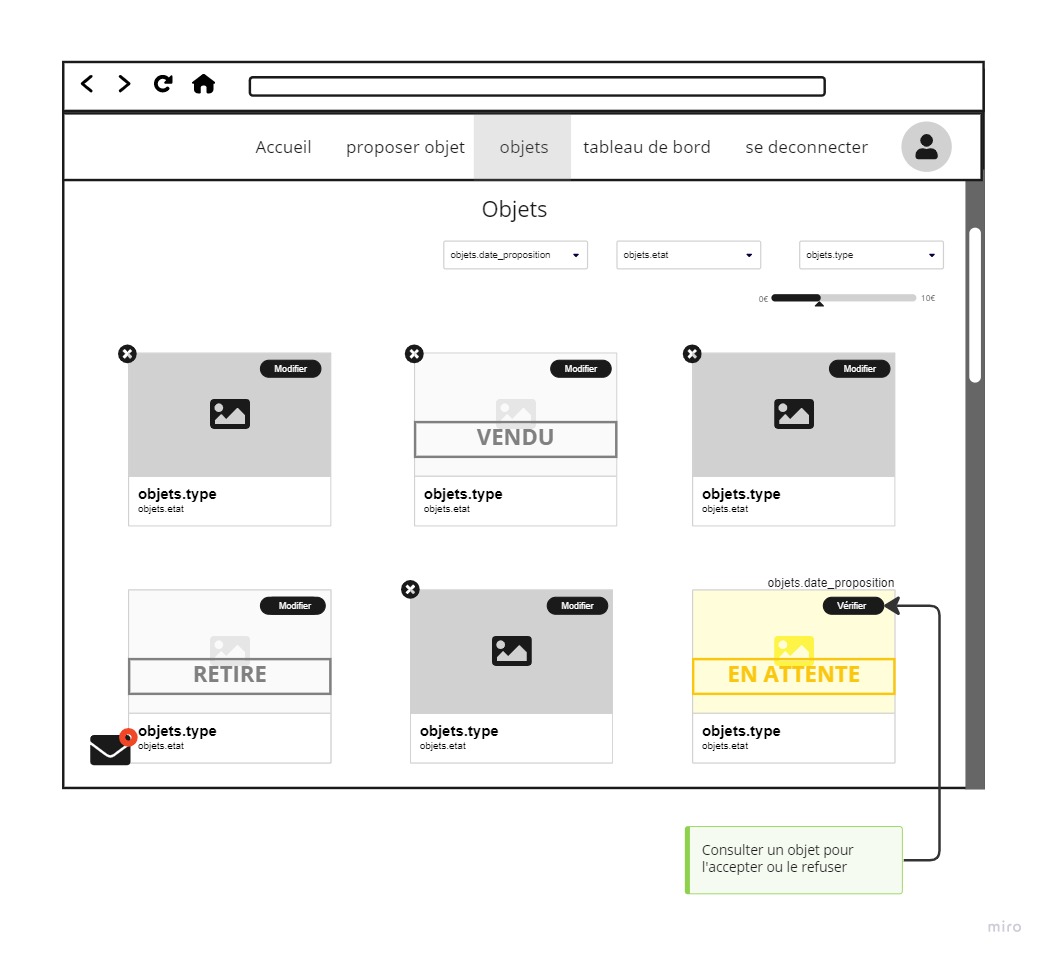 Accueil
proposer objet
objets
tableau de bord
se deconnecter
Objets
objets.date_proposition
objets.etat
objets.type
0€
10€
Modifier
objets.type
objets.etat
Modifier
VENDU
objets.type
objets.etat
Modifier
objets.type
objets.etat
Modifier
RETIRE
objets.type
objets.etat
Modifier
objets.type
objets.etat
objets.date_proposition
Vérifier
EN ATTENTE
objets.type
objets.etat
Consulter un objet pour
l'accepter ou le refuser
miro